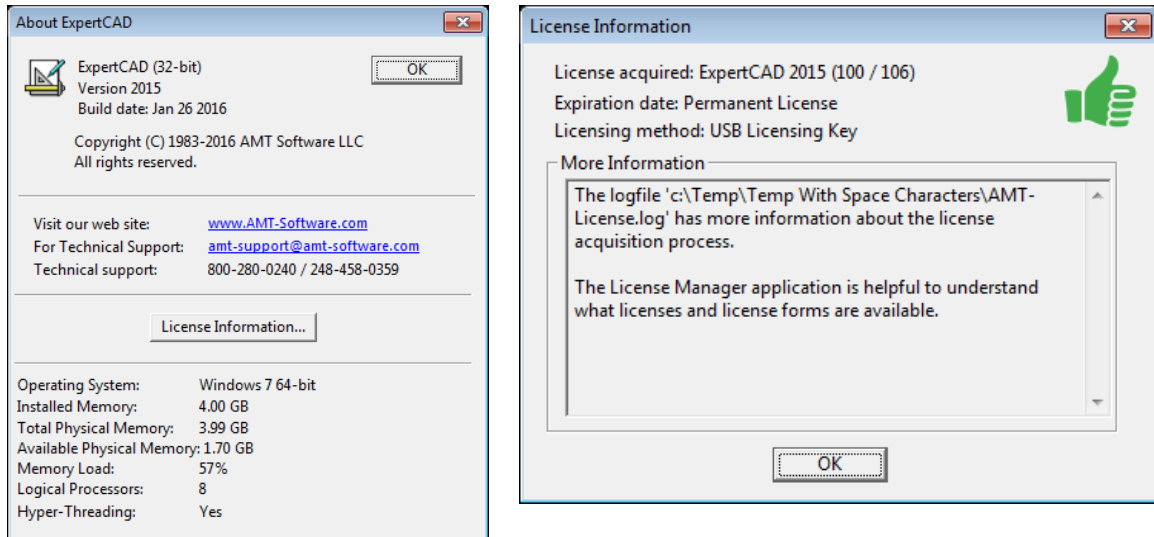 About ExpertCAD
ExpertCAD (32-bit)
Version 2015
Build date: Jan 26 2016
OK
Copyright (C) 1983-2016 AMT Software LLC
All rights reserved.
Visit our web site: www.AMT-Software.com
For Technical Support: amt-support@amt-software.com
Technical support: 800-280-0240 / 248-458-0359
License Information...
Operating System: Windows 7 64-bit
Installed Memory: 4.00 GB
Total Physical Memory: 3.99 GB
Available Physical Memory: 1.70 GB
Memory Load: 57%
Logical Processors: 8
Hyper-Threading: Yes
License Information
License acquired: ExpertCAD 2015 (100 / 106)
Expiration date: Permanent License
Licensing method: USB Licensing Key
More Information
The logfile 'c:\Temp\Temp With Space Characters\AMT-
License.log' has more information about the license
acquisition process.
The License Manager application is helpful to understand
what licenses and license forms are available.
OK